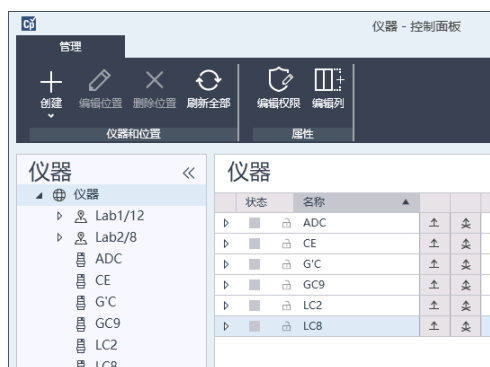 Cp
仪器 - 控制面板
管理
创建 编辑位置 删除位置 刷新全部 编辑权限 编辑列
仪器和位置 属性
仪器
仪器
Lab1/12
Lab2/8
ADC
CE
G'C
GC9
LC2
LC8
仪器
状态 名称
ADC
CE
G'C
GC9
LC2
LC8